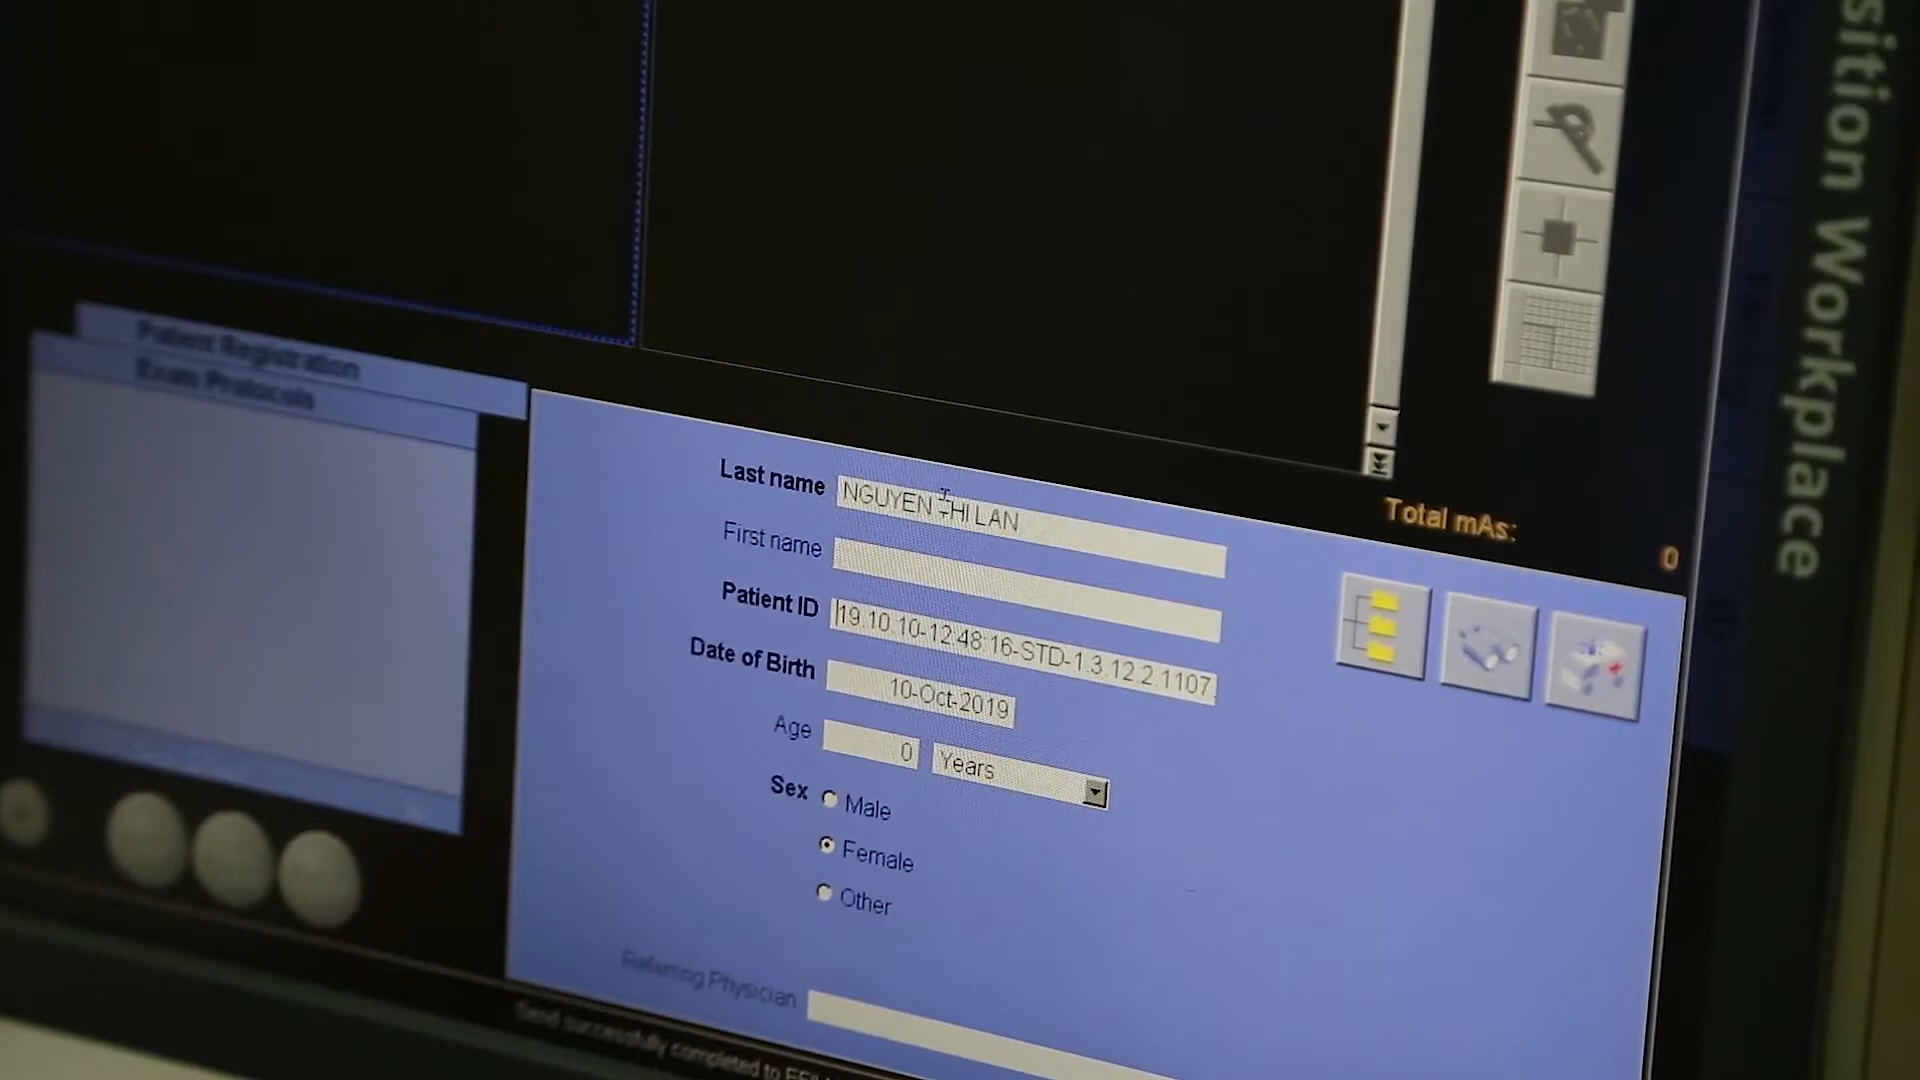 Patient Registration
Exam Protocols
Last name NGUYEN THI LAN
First name
Patient ID 19.10.10-12:48:16-STD-1.3.12.2.1107
Date of Birth 10-Oct-2019
Age 0 Years
Sex Male
Female
Other
Referring Physician
Send successfully completed to
Total mAs:
0
sition Workplace